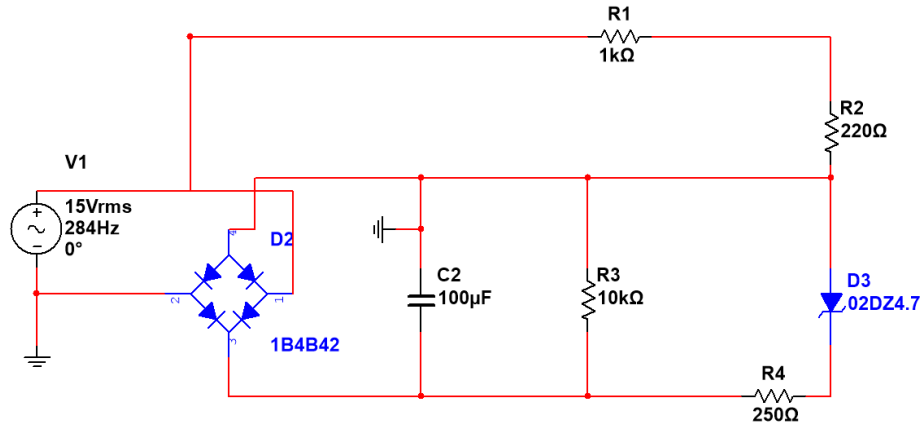 R1
1kΩ
R2
220Ω
V1
15Vrms
284Hz
0°
4
D2
2
1
3
1B4B42
C2
100µF
R3
10kΩ
D3
02DZ4.7
R4
250Ω